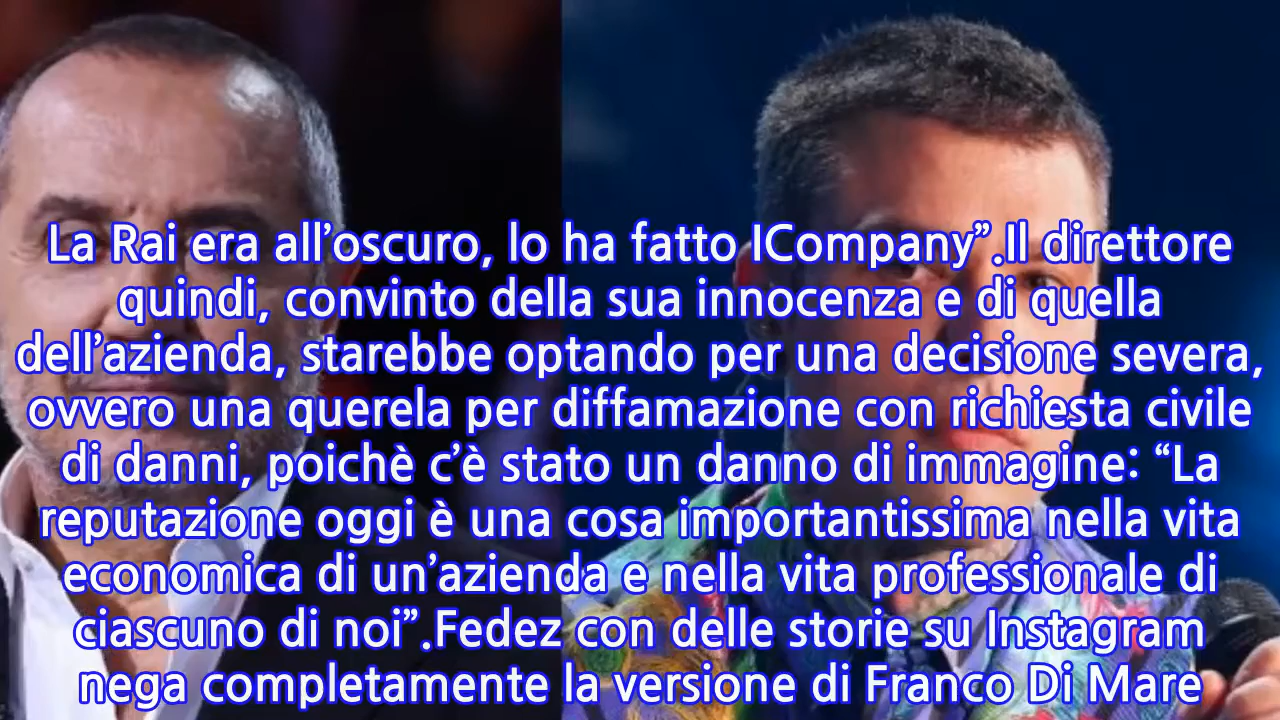 La Rai era all’oscuro, lo ha fatto ICompany”.Il direttore
quindi, convinto della sua innocenza e di quella
dell’azienda, starebbe optando per una decisione severa,
ovvero una querela per diffamazione con richiesta civile
di danni, poichè c’è stato un danno di immagine: “La
reputazione oggi è una cosa importantissima nella vita
economica di un’azienda e nella vita professionale di
ciascuno di noi”.Fedez con delle storie su Instagram
nega completamente la versione di Franco Di Mare